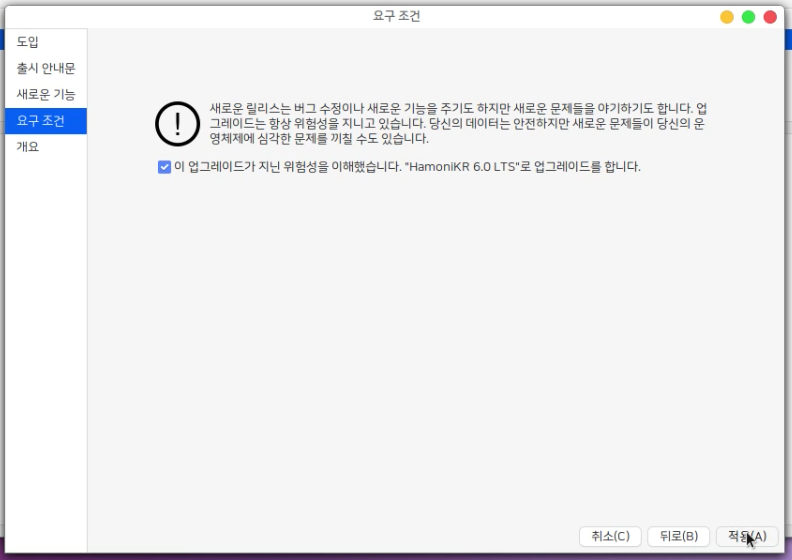 요구 조건
도입
출시 안내문
새로운 기능
요구 조건
개요
새로운 릴리스는 버그 수정이나 새로운 기능을 주기도 하지만 새로운 문제들을 야기하기도 합니다. 업
그레이드는 항상 위험성을 지니고 있습니다. 당신의 데이터는 안전하지만 새로운 문제들이 당신의 운
영체제에 심각한 문제를 끼칠 수도 있습니다.
이 업그레이드가 지닌 위험성을 이해했습니다. "HamoniKR 6.0 LTS"로 업그레이드를 합니다.
취소(C)
뒤로(B)
적용(A)